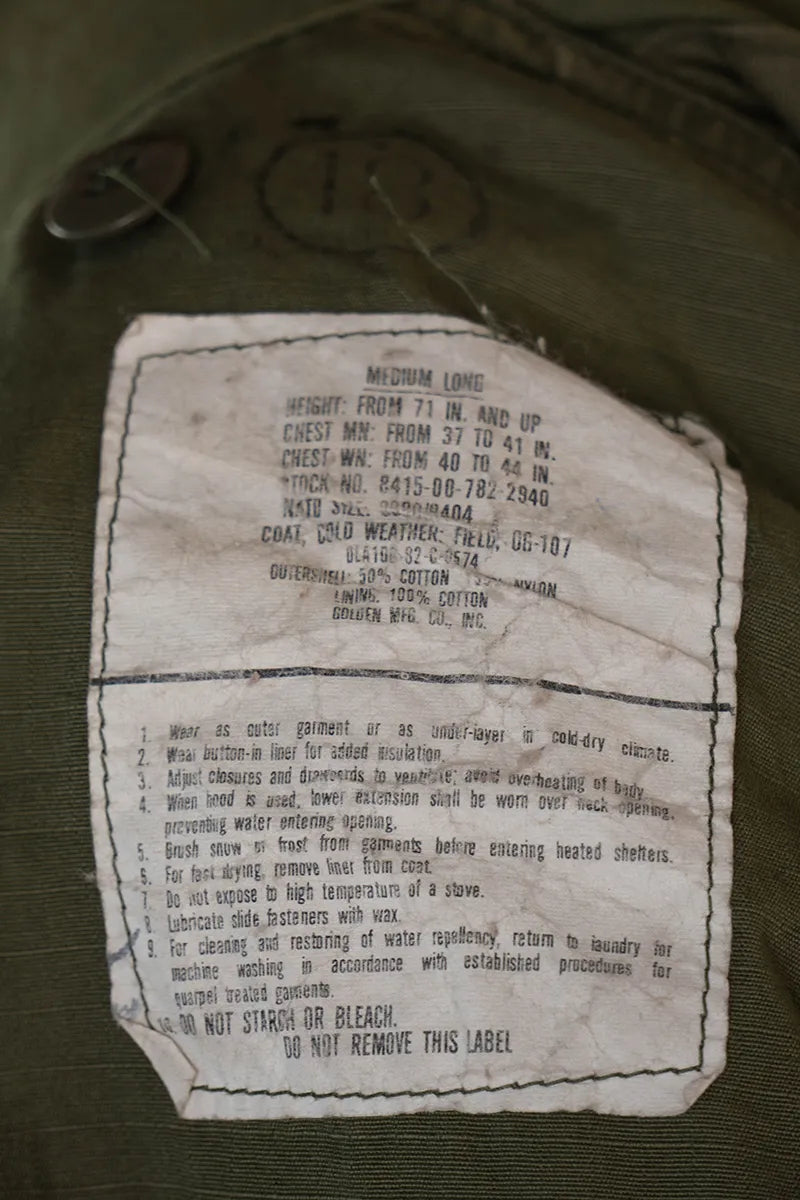 13
MEDIUM LONG
HEIGHT: FROM 71 IN. AND UP
CHEST MN: FROM 37 TO 41 IN.
CHEST WN: FROM 40 TO 44 IN.
STOCK NO. 8415-00-782-2940
NATO SIZE:
COAT, COLD WEATHER: FIELD, OG-107
OUTERSHELL: 50% COTTON NYLON
LINING: 100% COTTON
GOLDEN MFG. CO., INC.
1. Wear as outer garment or as under-layer in cold-dry climate.
2. Wear button-in liner for added insulation.
3. Adjust closures and drawcords to ventilate; avoid overheating of body.
4. When hood is used, lower extension shall be worn over neck opening,
preventing water entering opening.
5. Brush snow or frost from garments before entering heated shelters.
6. For fast drying, remove liner from coat.
7. Do not expose to high temperature of a stove.
8. Lubricate slide fasteners with wax.
9. For cleaning and restoring of water repellency, return to laundry for
machine washing in accordance with established procedures for
quarpel treated garments.
10. DO NOT STARCH OR BLEACH.
DO NOT REMOVE THIS LABEL